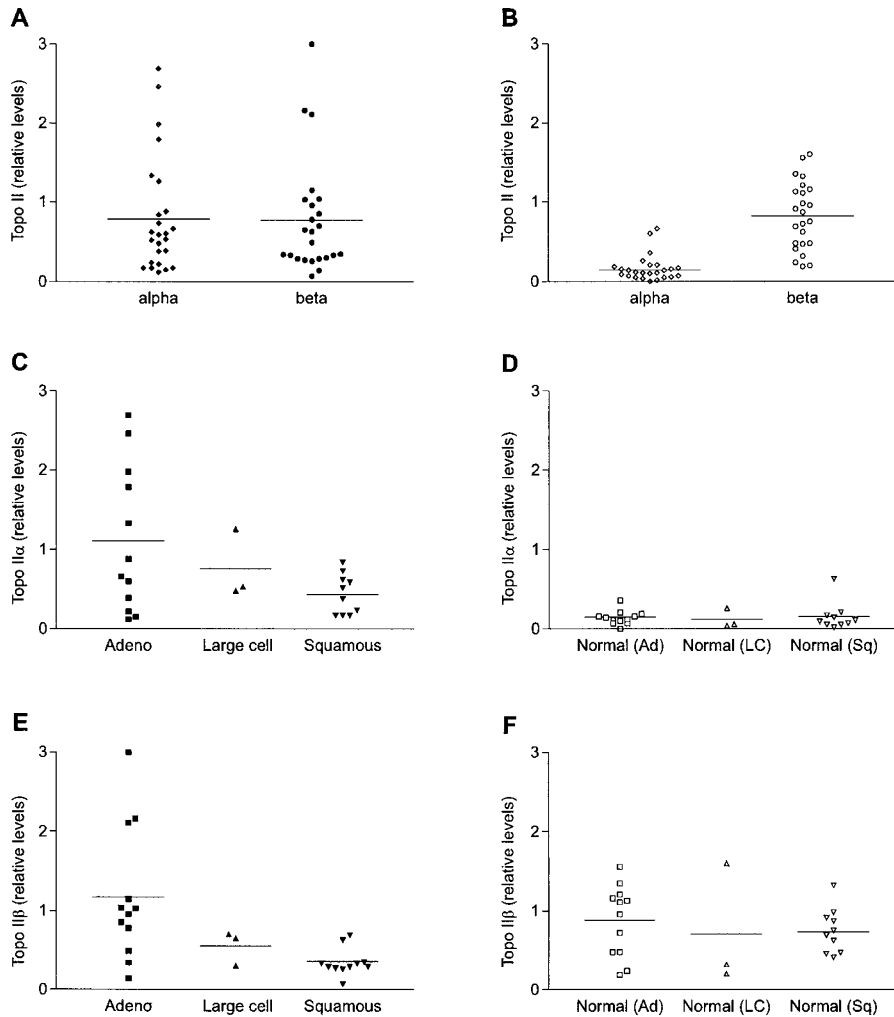 A
Topo II (relative levels)
3
2
1
0
alpha beta
B
Topo II (relative levels)
3
2
1
0
alpha beta
C
Topo IIα (relative levels)
3
2
1
0
Adeno Large cell Squamous
D
Topo IIα (relative levels)
3
2
1
0
Normal (Ad) Normal (LC) Normal (Sq)
E
Topo IIβ (relative levels)
3
2
1
0
Adeno Large cell Squamous
F
Topo IIβ (relative levels)
3
2
1
0
Normal (Ad) Normal (LC) Normal (Sq)